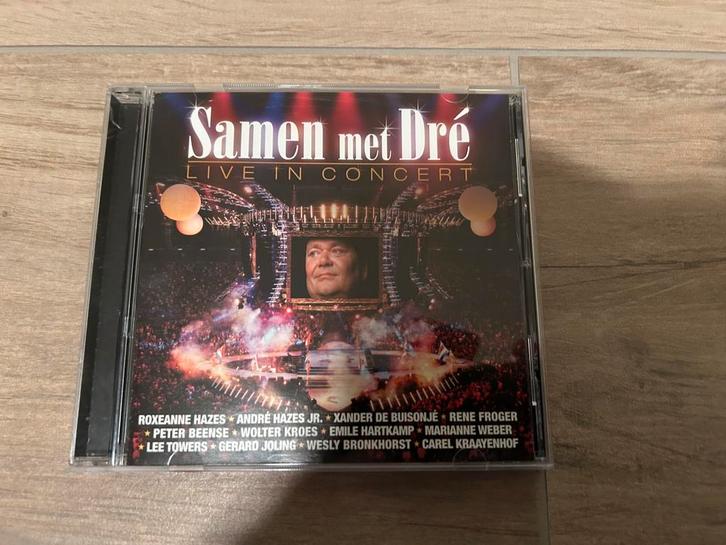 Samen met Dré
LIVE IN CONCERT
ROXEANNE HAZES ★ ANDRÉ HAZES JR. ★ XANDER DE BUISONJÉ ★ RENE FROGER
★ PETER BEENSE ★ WOLTER KROES ★ EMILE HARTKAMP ★ MARIANNE WEBER
★ LEE TOWERS ★ GERARD JOLING ★ WESLY BRONKHORST ★ CAREL KRAAYENHOF